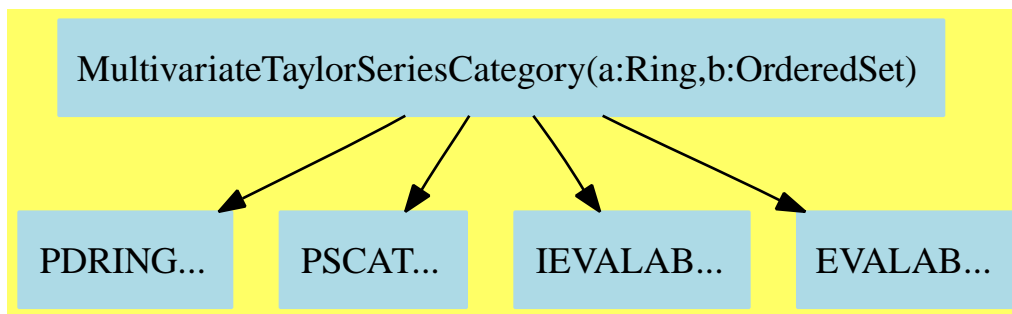 MultivariateTaylorSeriesCategory(a:Ring,b:OrderedSet)
PDRING...
PSCAT...
IEVALAB...
EVALAB...